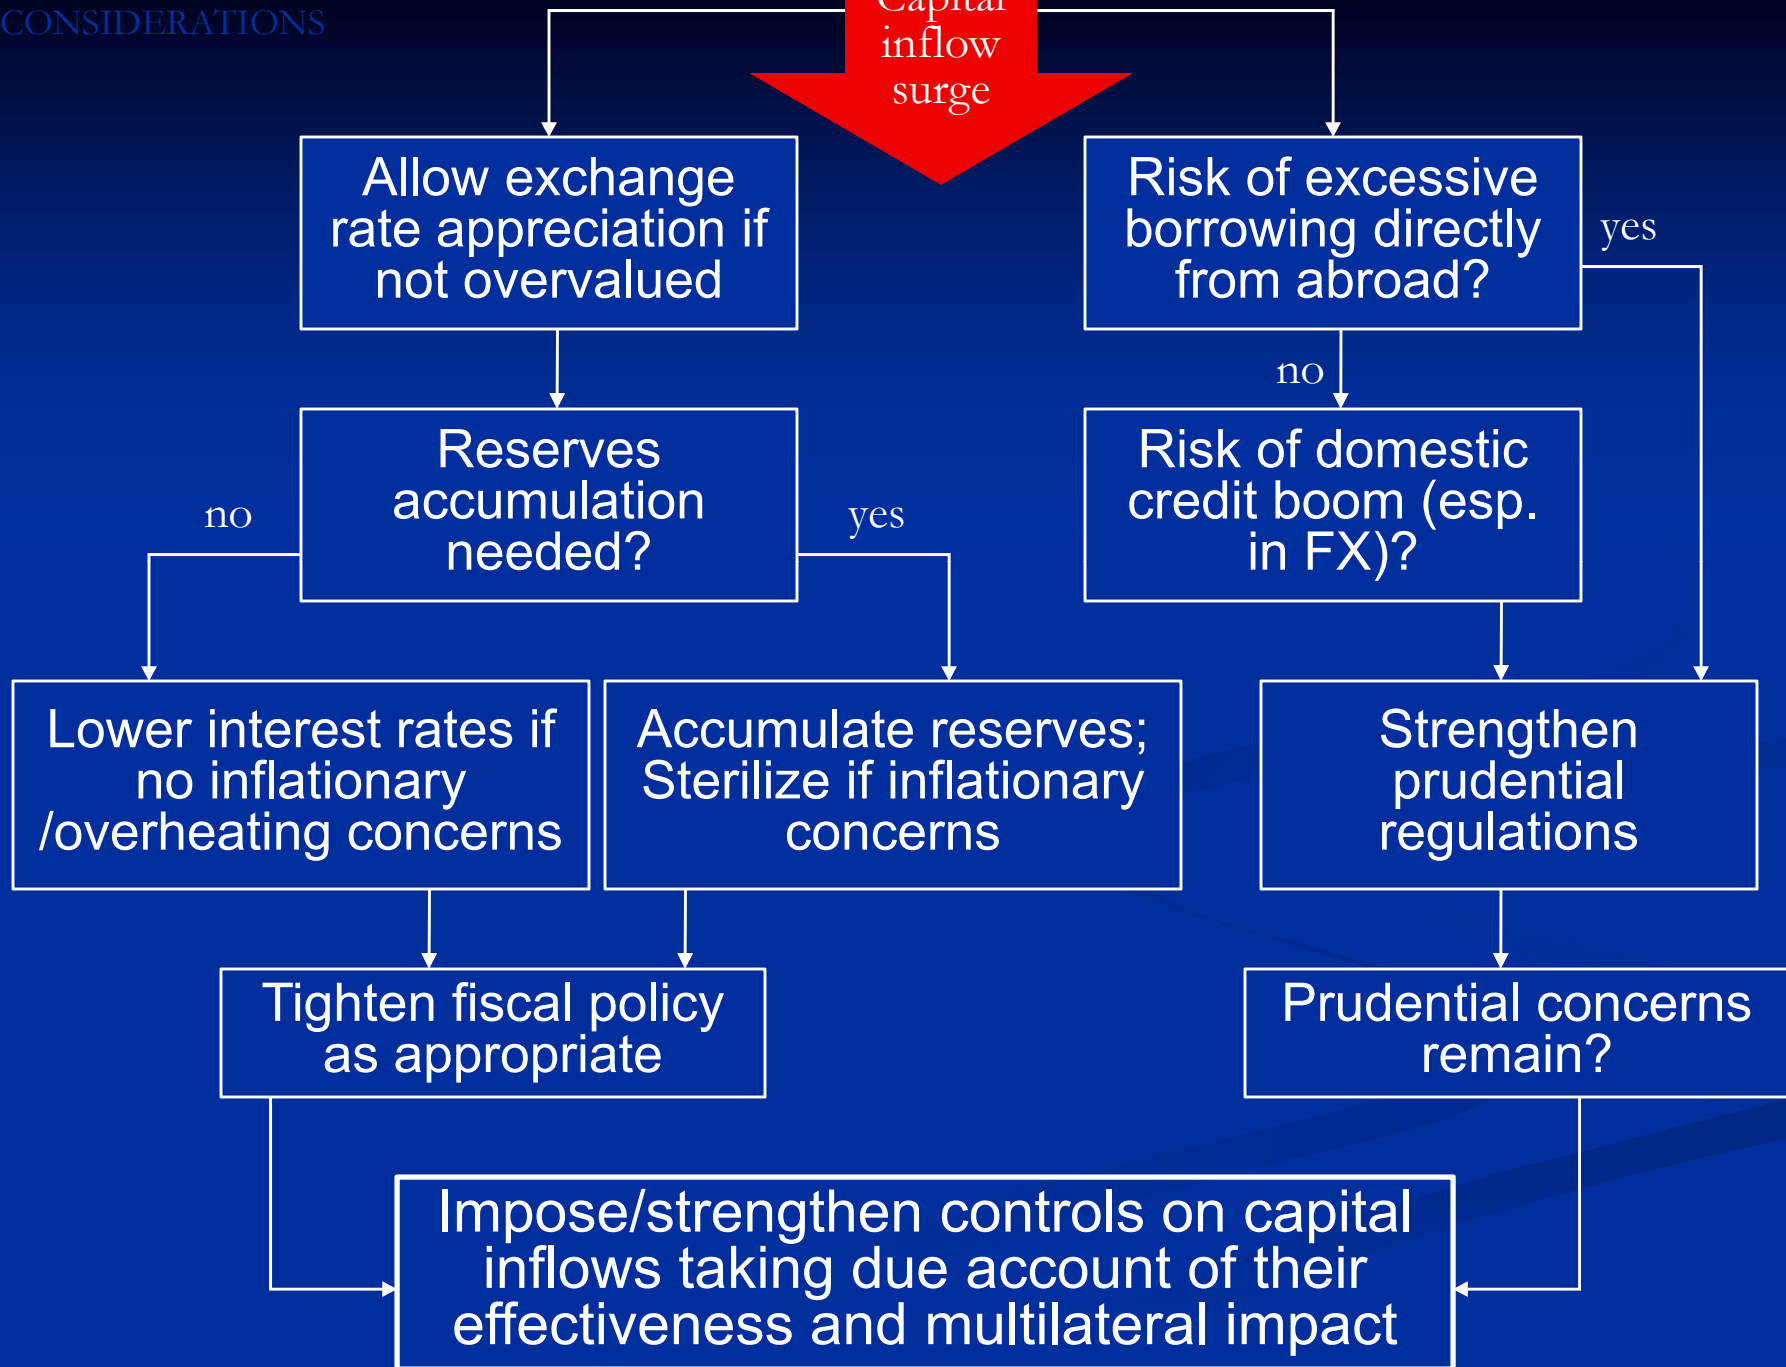 CONSIDERATIONS
Capital
inflow
surge
Allow exchange
rate appreciation if
not overvalued
Risk of excessive
borrowing directly
from abroad?
yes
no
Reserves
accumulation
needed?
no
yes
Risk of domestic
credit boom (esp.
in FX)?
Lower interest rates if
no inflationary
/overheating concerns
Accumulate reserves;
Sterilize if inflationary
concerns
Strengthen
prudential
regulations
Tighten fiscal policy
as appropriate
Prudential concerns
remain?
Impose/strengthen controls on capital
inflows taking due account of their
effectiveness and multilateral impact